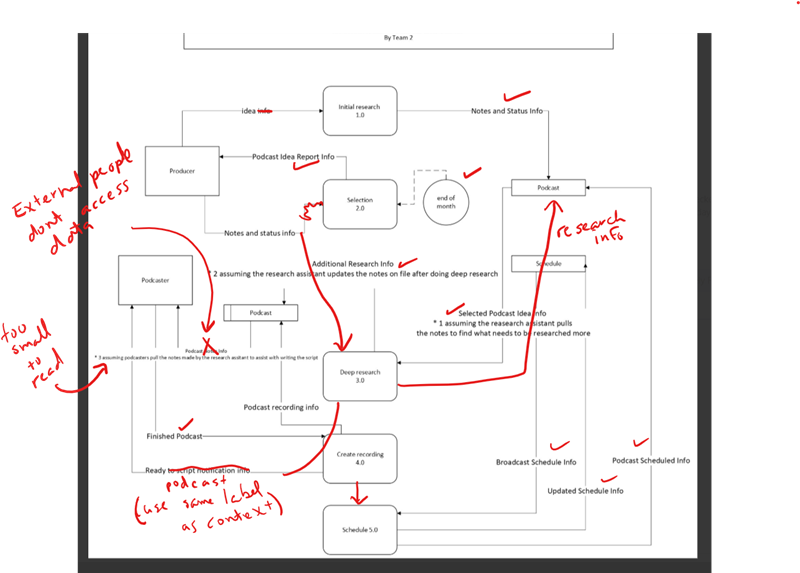 By Team 2
idea info
Initial research
1.0
Notes and Status Info
Podcast Idea Report Info
Producer
Selection
2.0
end of
month
Podcast
External people
dont access
data
research
info
Notes and status info
Additional Research Info
* 2 assuming the research assistant updates the notes on file after doing deep research
Schedule
Podcaster
Podcast
Selected Podcast Idea Info
* 1 assuming the reasearch assistant pulls
the notes to find what needs to be researched more
too
small
to
read
Podcast Info
* 3 assuming podcasters pull the notes made by the research assitant to assist with writing the script
Deep research
3.0
Podcast recording info
Finished Podcast
Create recording
4.0
Broadcast Schedule Info
Podcast Scheduled Info
Ready to script notification info
podcast
(use same label
as context)
Updated Schedule Info
Schedule 5.0